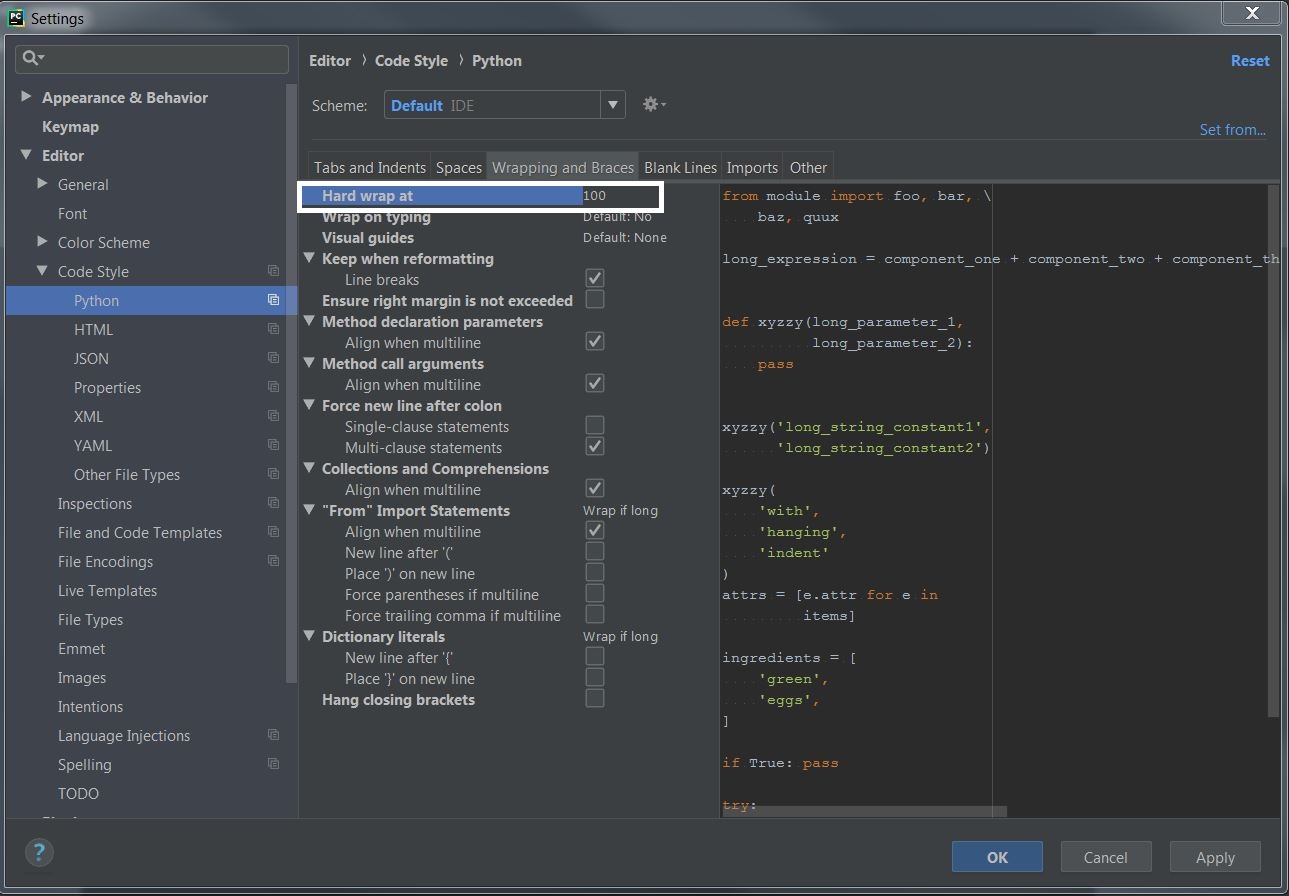 PC Settings
Editor › Code Style › Python
Reset
Scheme: Default IDE
Set from...
Appearance & Behavior
Keymap
Editor
General
Font
Color Scheme
Code Style
Python
HTML
JSON
Properties
XML
YAML
Other File Types
Inspections
File and Code Templates
File Encodings
Live Templates
File Types
Emmet
Images
Intentions
Language Injections
Spelling
TODO
Tabs and Indents Spaces Wrapping and Braces Blank Lines Imports Other
Hard wrap at 100
Wrap on typing Default: No
Visual guides Default: None
Keep when reformatting
Line breaks
Ensure right margin is not exceeded
Method declaration parameters
Align when multiline
Method call arguments
Align when multiline
Force new line after colon
Single-clause statements
Multi-clause statements
Collections and Comprehensions
Align when multiline
"From" Import Statements Wrap if long
Align when multiline
New line after '('
Place ')' on new line
Force parentheses if multiline
Force trailing comma if multiline
Dictionary literals Wrap if long
New line after '{'
Place '}' on new line
Hang closing brackets
from module import foo, bar, \
baz, quux
long_expression = component_one + component_two + component_th
def xyzzy(long_parameter_1,
long_parameter_2):
pass
xyzzy('long_string_constant1',
'long_string_constant2')
xyzzy(
'with',
'hanging',
'indent'
)
attrs = [e.attr for e in
items]
ingredients = [
'green',
'eggs',
]
if True: pass
try:
?
OK Cancel Apply